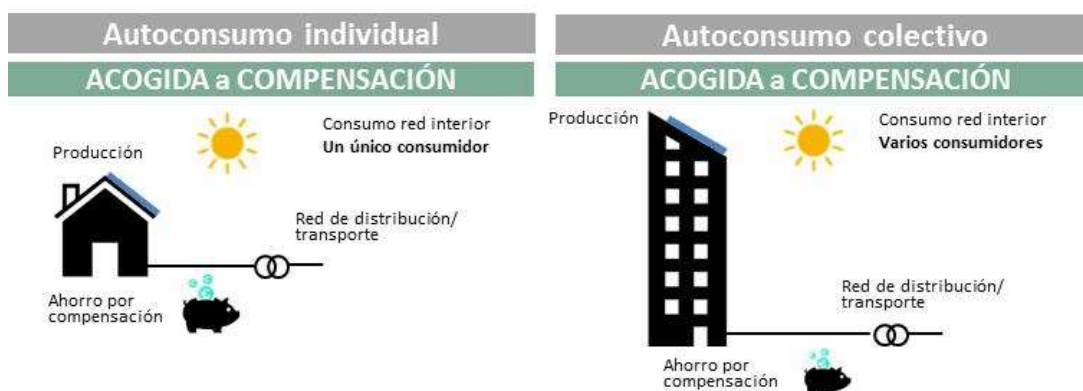 Autoconsumo individual
ACOGIDA a COMPENSACIÓN
Producción
Consumo red interior
Un único consumidor
Red de distribución/
transporte
Ahorro por
compensación
Autoconsumo colectivo
ACOGIDA a COMPENSACIÓN
Producción
Consumo red interior
Varios consumidores
Red de distribución/
transporte
Ahorro por
compensación